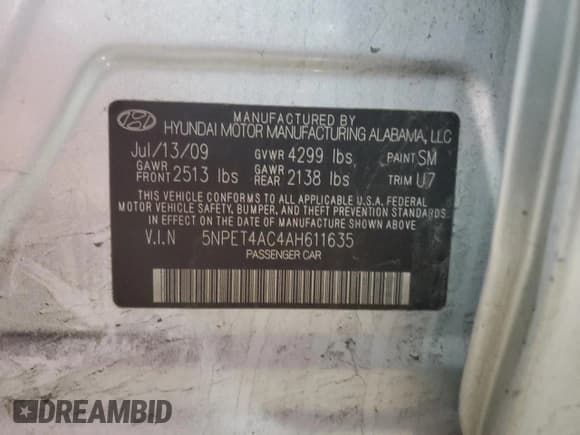 MANUFACTURED BY
HYUNDAI MOTOR MANUFACTURING ALABAMA, LLC
Jul/13/09 GVWR 4299 lbs PAINT SM
GAWR FRONT 2513 lbs GAWR REAR 2138 lbs TRIM U7
THIS VEHICLE CONFORMS TO ALL APPLICABLE U.S.A. FEDERAL
MOTOR VEHICLE SAFETY, BUMPER, AND THEFT PREVENTION STANDARDS
IN EFFECT ON THE DATE OF MANUFACTURE SHOWN ABOVE
V.I.N 5NPET4AC4AH611635
PASSENGER CAR
DREAMBID